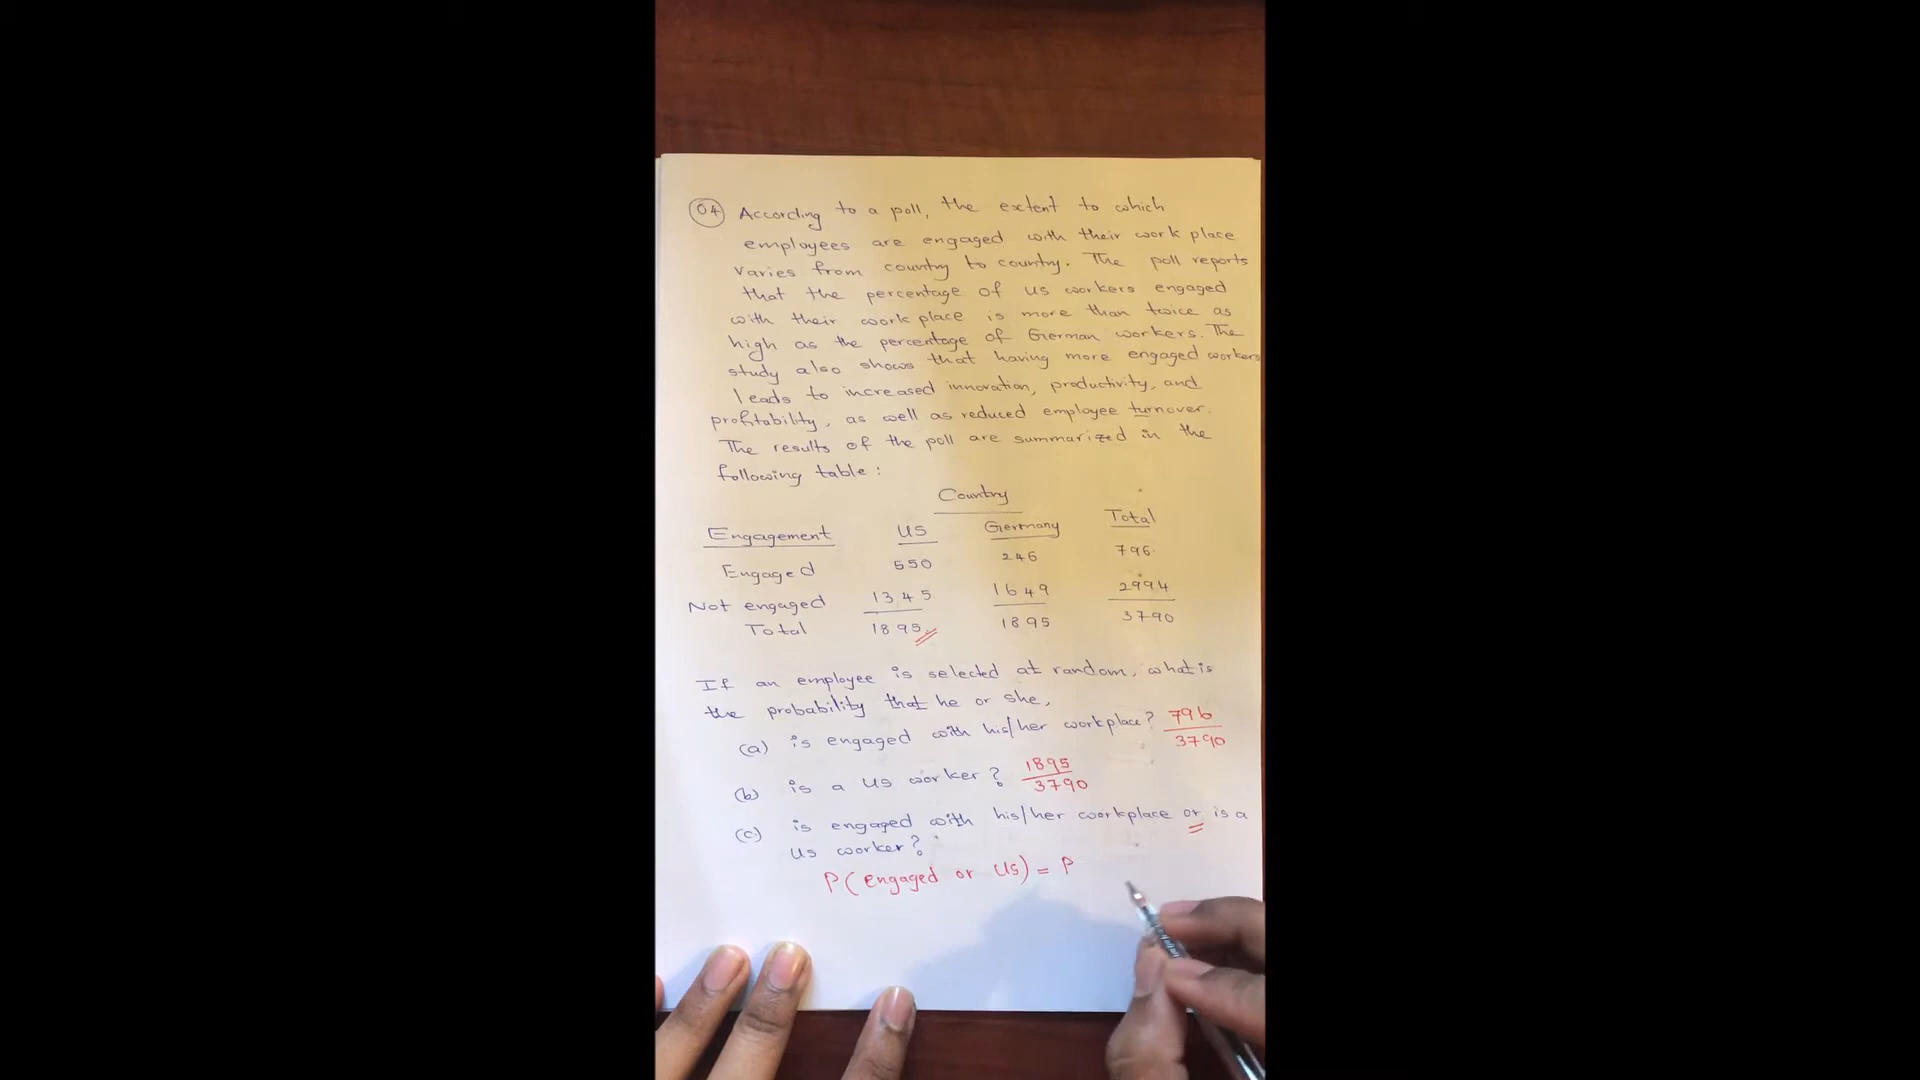 04 According to a poll, the extent to which
employees are engaged with their work place
varies from country to country. The poll reports
that the percentage of us workers engaged
with their work place is more than twice as
high as the percentage of German workers. The
study also shows that having more engaged workers
leads to increased innovation, productivity, and
profitability, as well as reduced employee turnover.
The results of the poll are summarized in the
following table :
Country
Engagement US Germany Total
Engaged 550 246 796
Not engaged 1345 1649 2994
Total 1895 1895 3790
If an employee is selected at random, what is
the probability that he or she,
(a) is engaged with his/her workplace? 796/3790
(b) is a US worker? 1895/3790
(c) is engaged with his/her workplace or is a
US worker?
P(engaged or US) = P